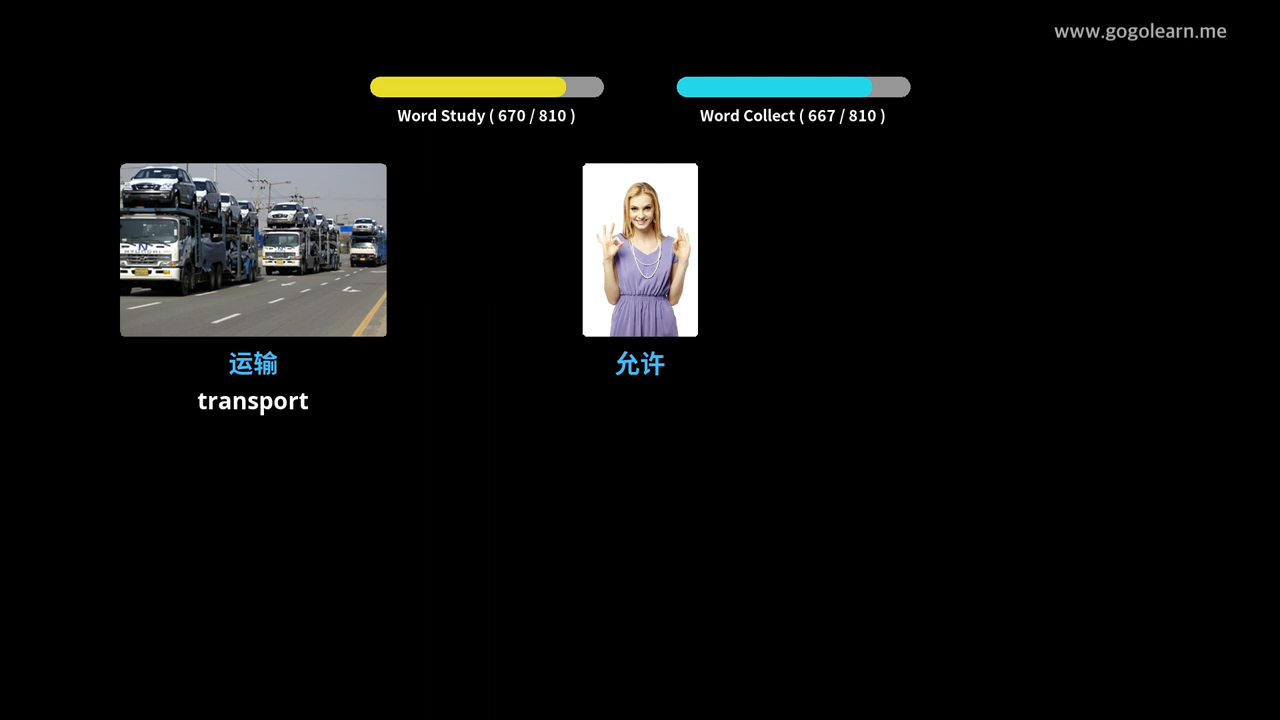 www.gogolearn.me
Word Study ( 670 / 810 )
Word Collect ( 667 / 810 )
运输
transport
允许